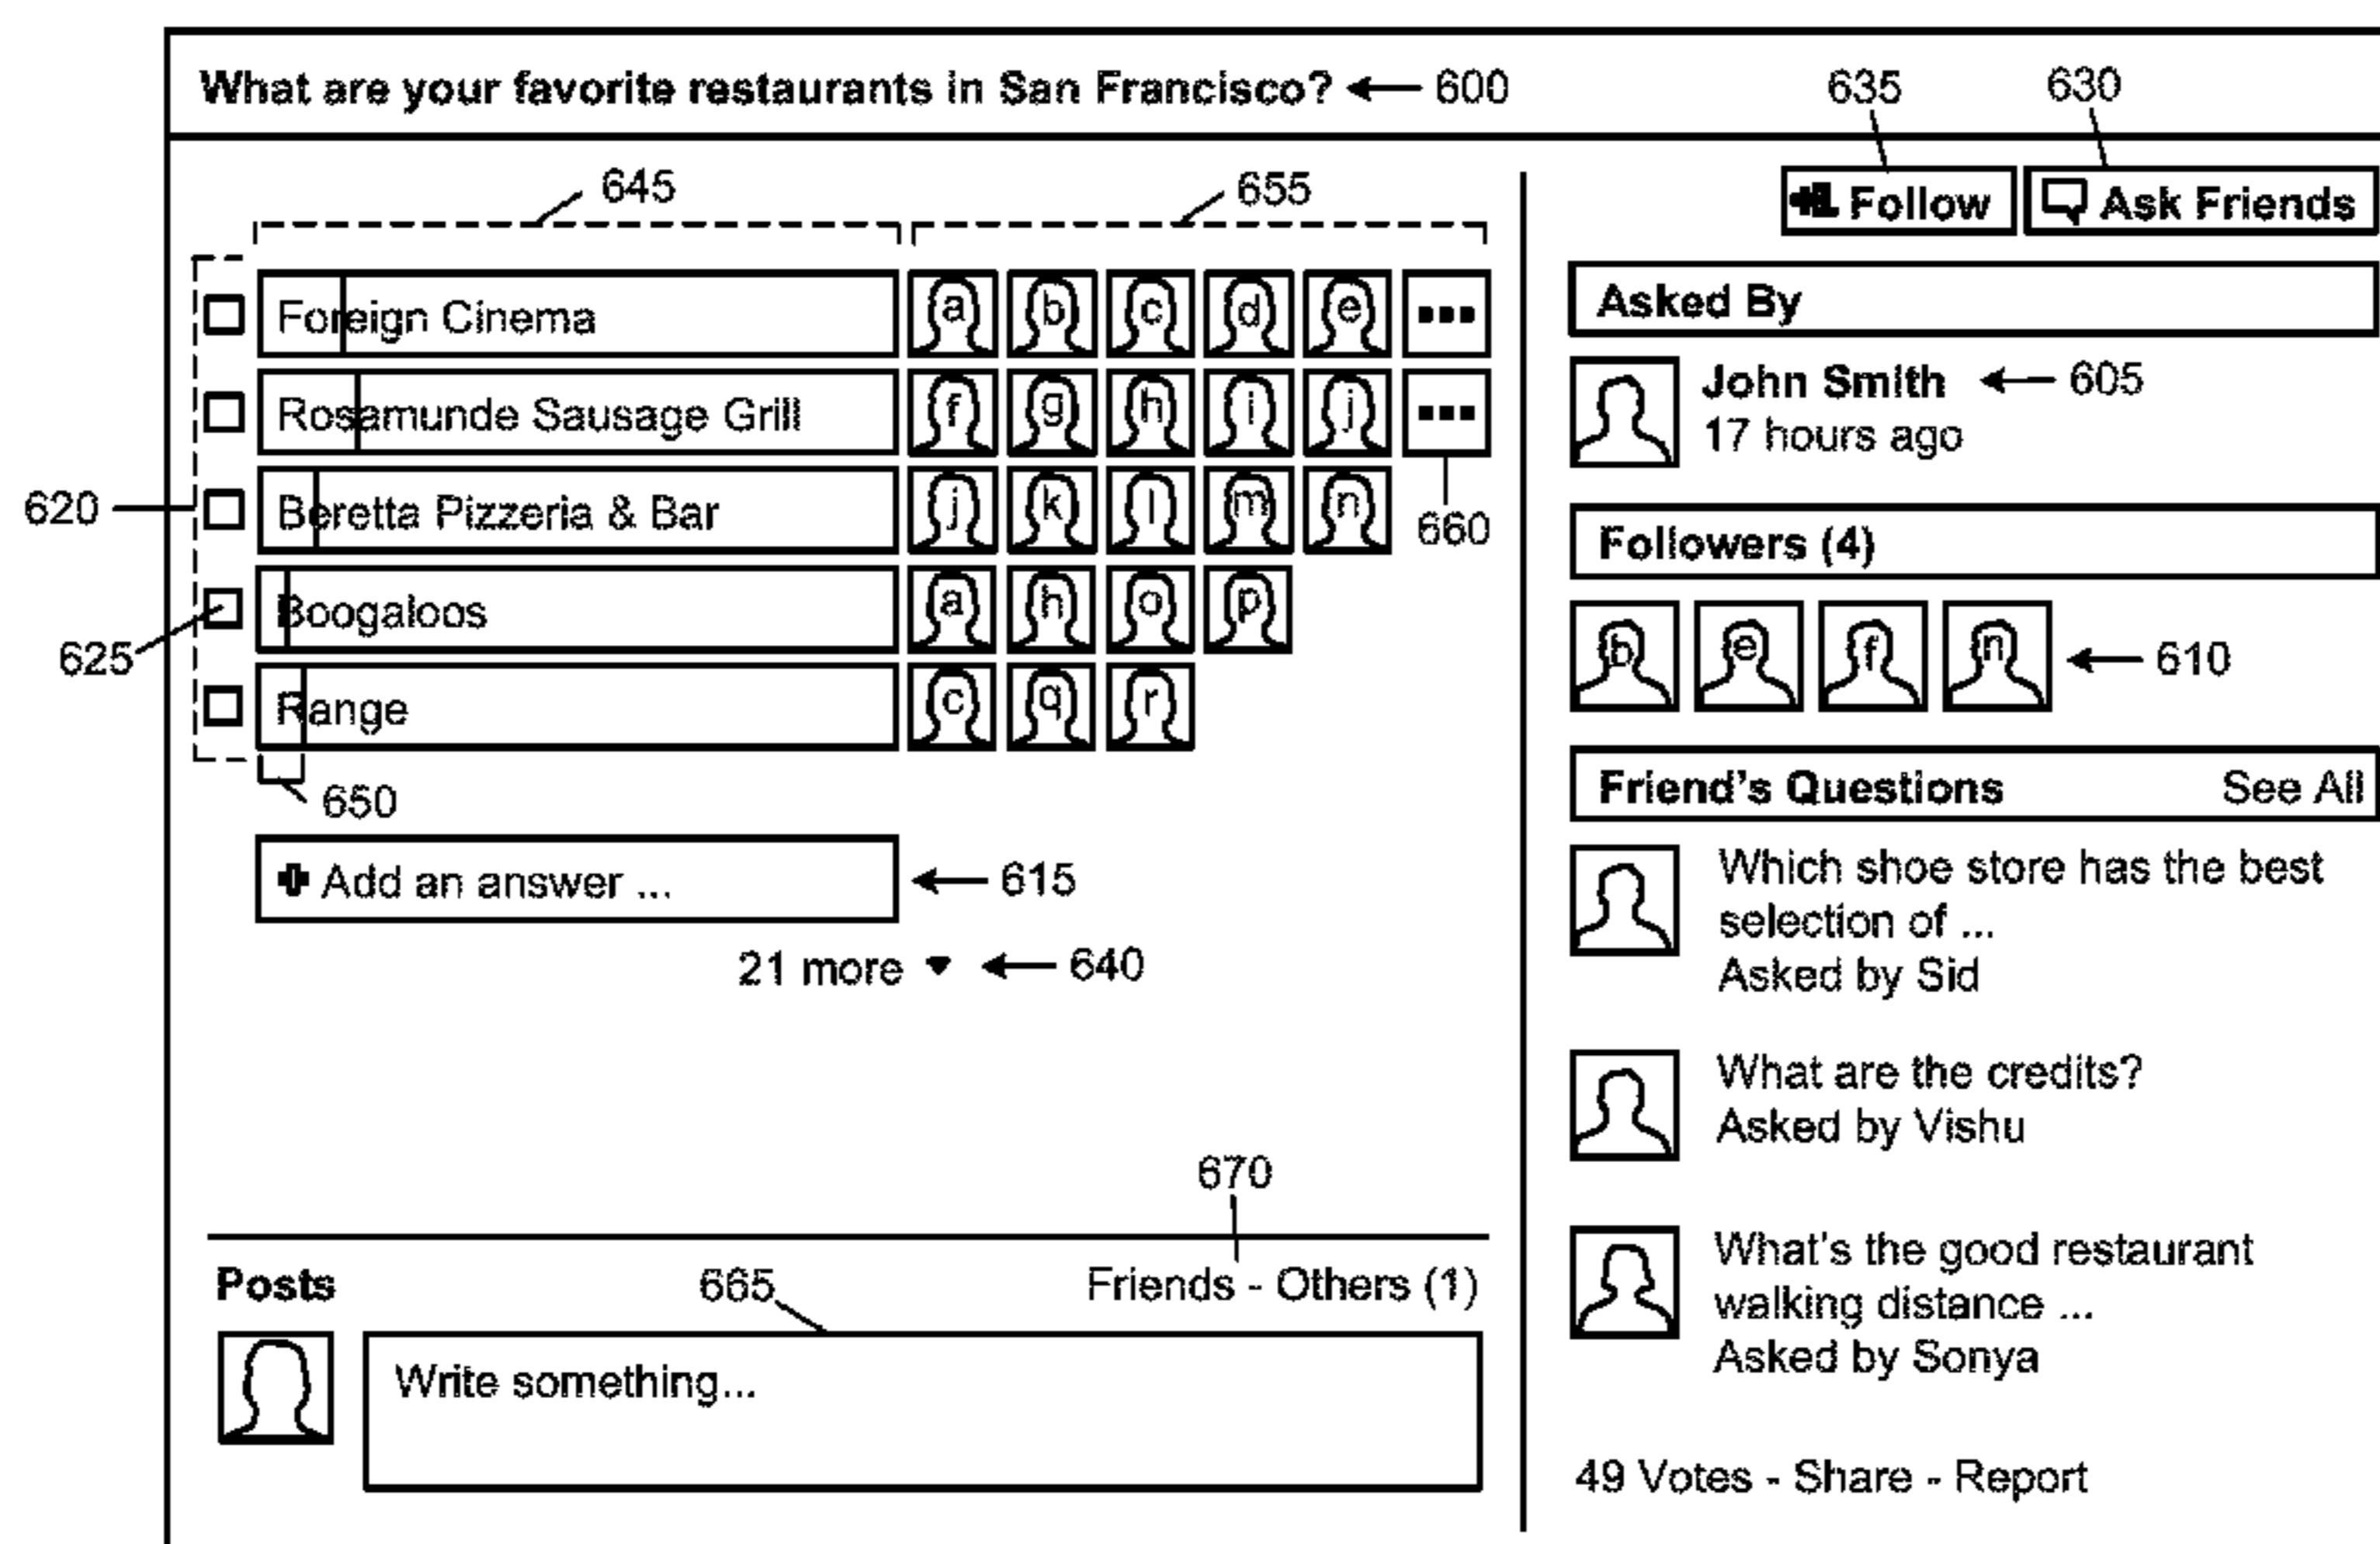 What are your favorite restaurants in San Francisco? 600
635 630
Follow Ask Friends
645 655
Foreign Cinema a b c d e ...
Rosamunde Sausage Grill f g h i j ...
Beretta Pizzeria & Bar j k l m n
Boogaloos a h o p
Range c q r
620
625
660
650
Add an answer ... 615
21 more 640
670
Posts 665 Friends - Others (1)
Write something...
Asked By
John Smith 605
17 hours ago
Followers (4)
b e f n 610
Friend's Questions See All
Which shoe store has the best
selection of ...
Asked by Sid
What are the credits?
Asked by Vishu
What's the good restaurant
walking distance ...
Asked by Sonya
49 Votes - Share - Report